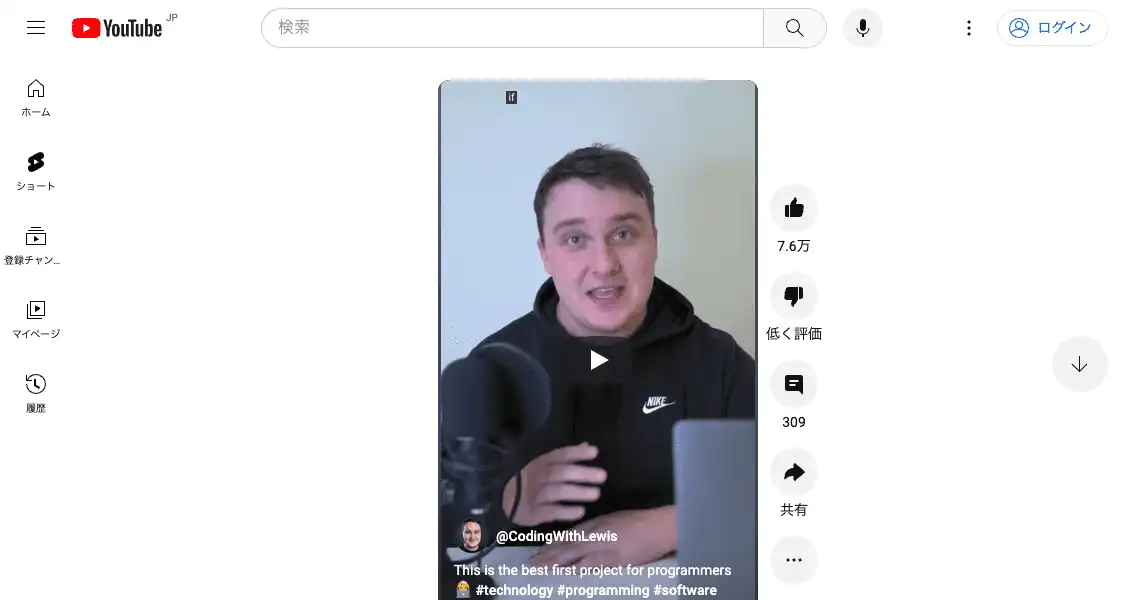 YouTube JP
検索
ログイン
ホーム
ショート
登録チャン...
マイページ
履歴
if
NIKE
7.6万
低く評価
309
共有
@CodingWithLewis
This is the best first project for programmers
#technology #programming #software